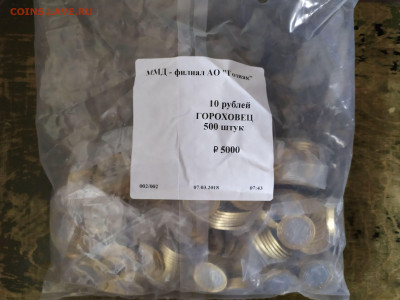 COINS.LAVE.RU
ММД - филиал АО "Гознак"
10 рублей
ГОРОХОВЕЦ
500 штук
₽ 5000
002/002 07.03.2018 07:43